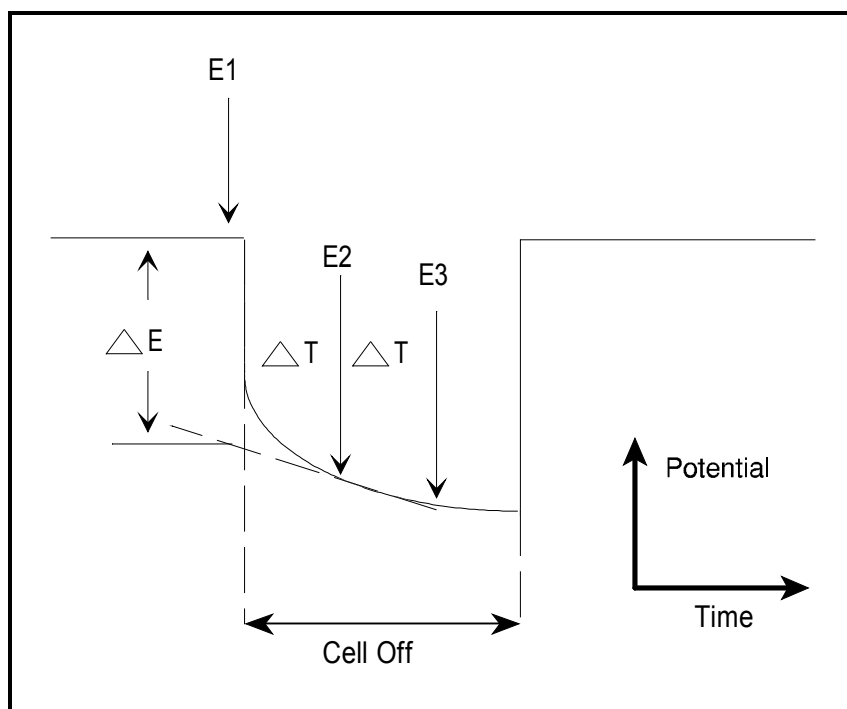 E1
E2
E3
△T △T
△E
Potential
Time
Cell Off